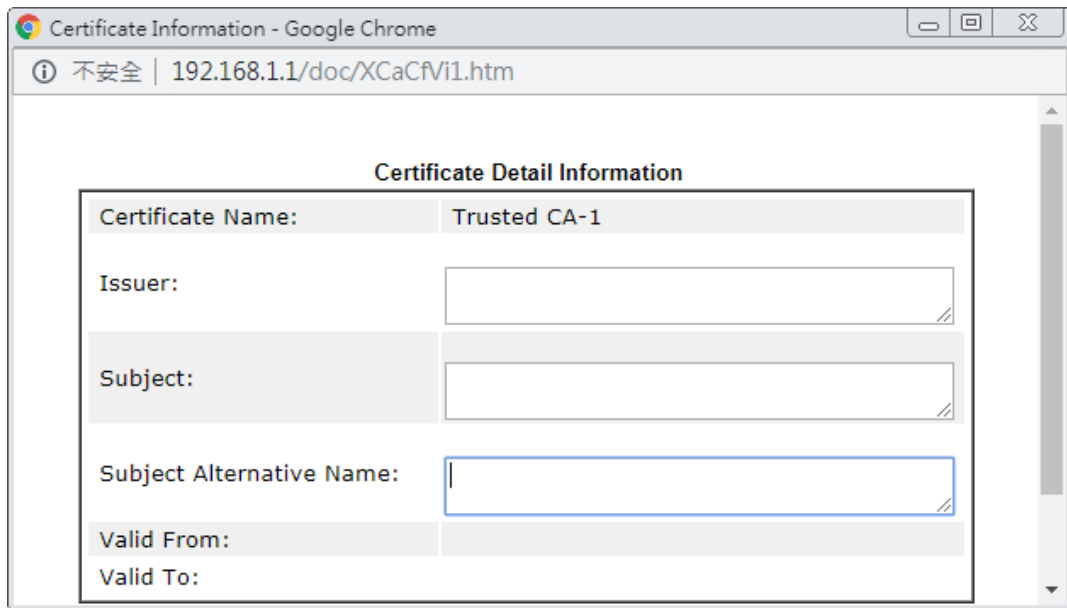 Certificate Information - Google Chrome
不安全 | 192.168.1.1/doc/XCaCfVi1.htm
Certificate Detail Information
Certificate Name: Trusted CA-1
Issuer:
Subject:
Subject Alternative Name:
Valid From:
Valid To: